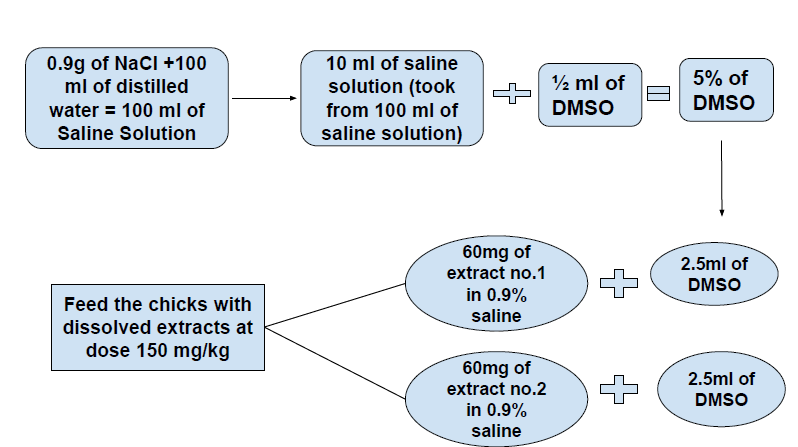 0.9g of NaCl +100
ml of distilled
water = 100 ml of
Saline Solution
10 ml of saline
solution (took
from 100 ml of
saline solution)
½ ml of
DMSO
5% of
DMSO
60mg of
extract no.1
in 0.9%
saline
2.5ml of
DMSO
Feed the chicks with
dissolved extracts at
dose 150 mg/kg
60mg of
extract no.2
in 0.9%
saline
2.5ml of
DMSO